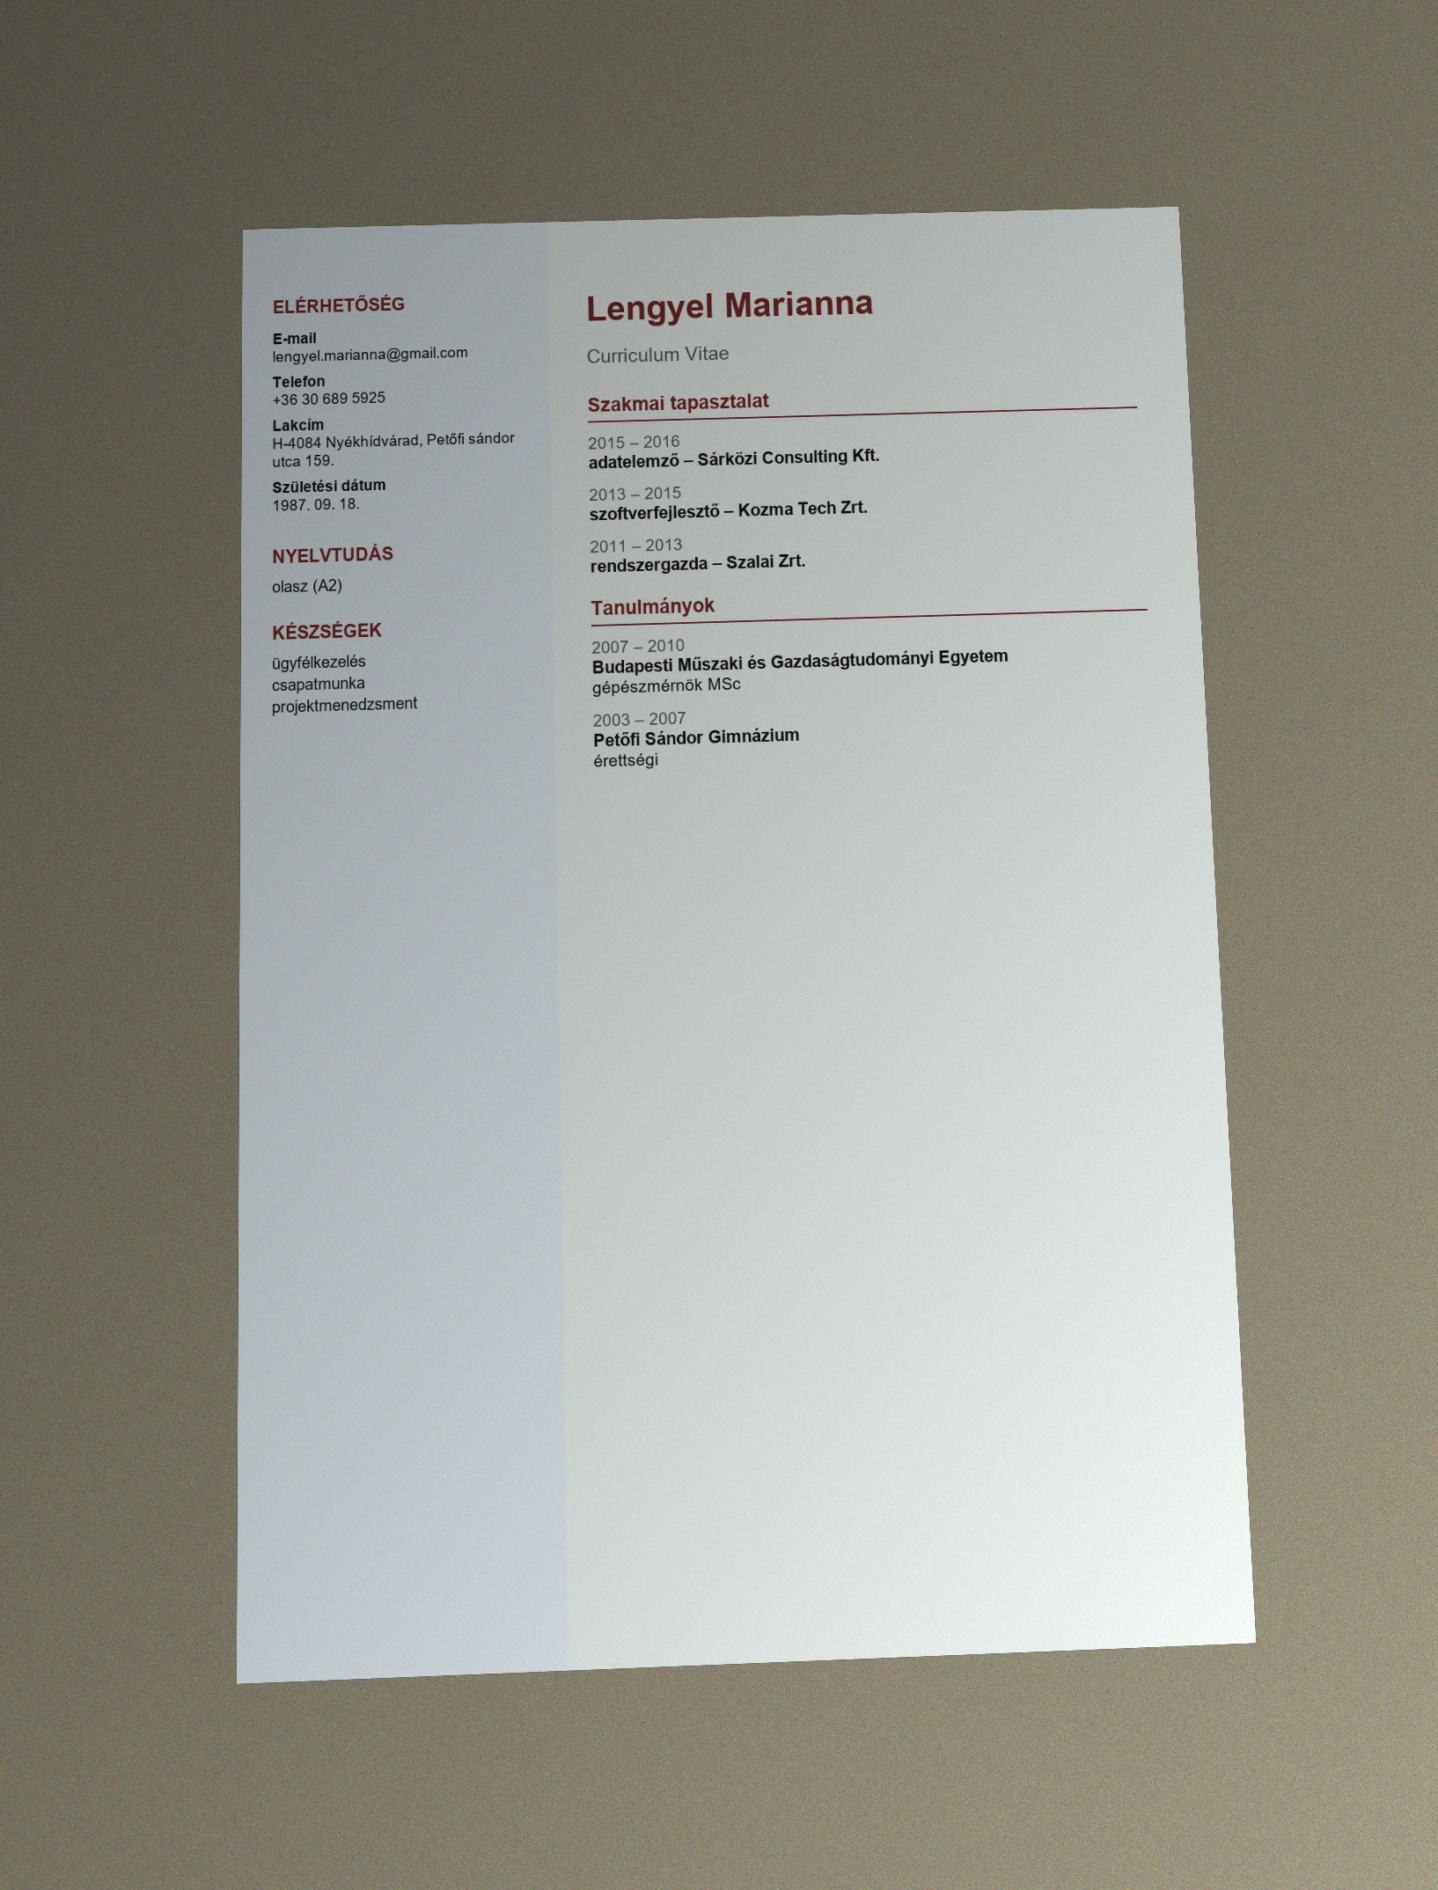 ELÉRHETŐSÉG
E-mail
lengyel.marianna@gmail.com
Telefon
+36 30 689 5925
Lakcím
H-4084 Nyékhídvárad, Petőfi sándor
utca 159.
Születési dátum
1987. 09. 18.
NYELVTUDÁS
olasz (A2)
KÉSZSÉGEK
ügyfélkezelés
csapatmunka
projektmenedzsment
Lengyel Marianna
Curriculum Vitae
Szakmai tapasztalat
2015 – 2016
adatelemző – Sárközi Consulting Kft.
2013 – 2015
szoftverfejlesztő – Kozma Tech Zrt.
2011 – 2013
rendszergazda – Szalai Zrt.
Tanulmányok
2007 – 2010
Budapesti Műszaki és Gazdaságtudományi Egyetem
gépészmérnök MSc
2003 – 2007
Petőfi Sándor Gimnázium
érettségi